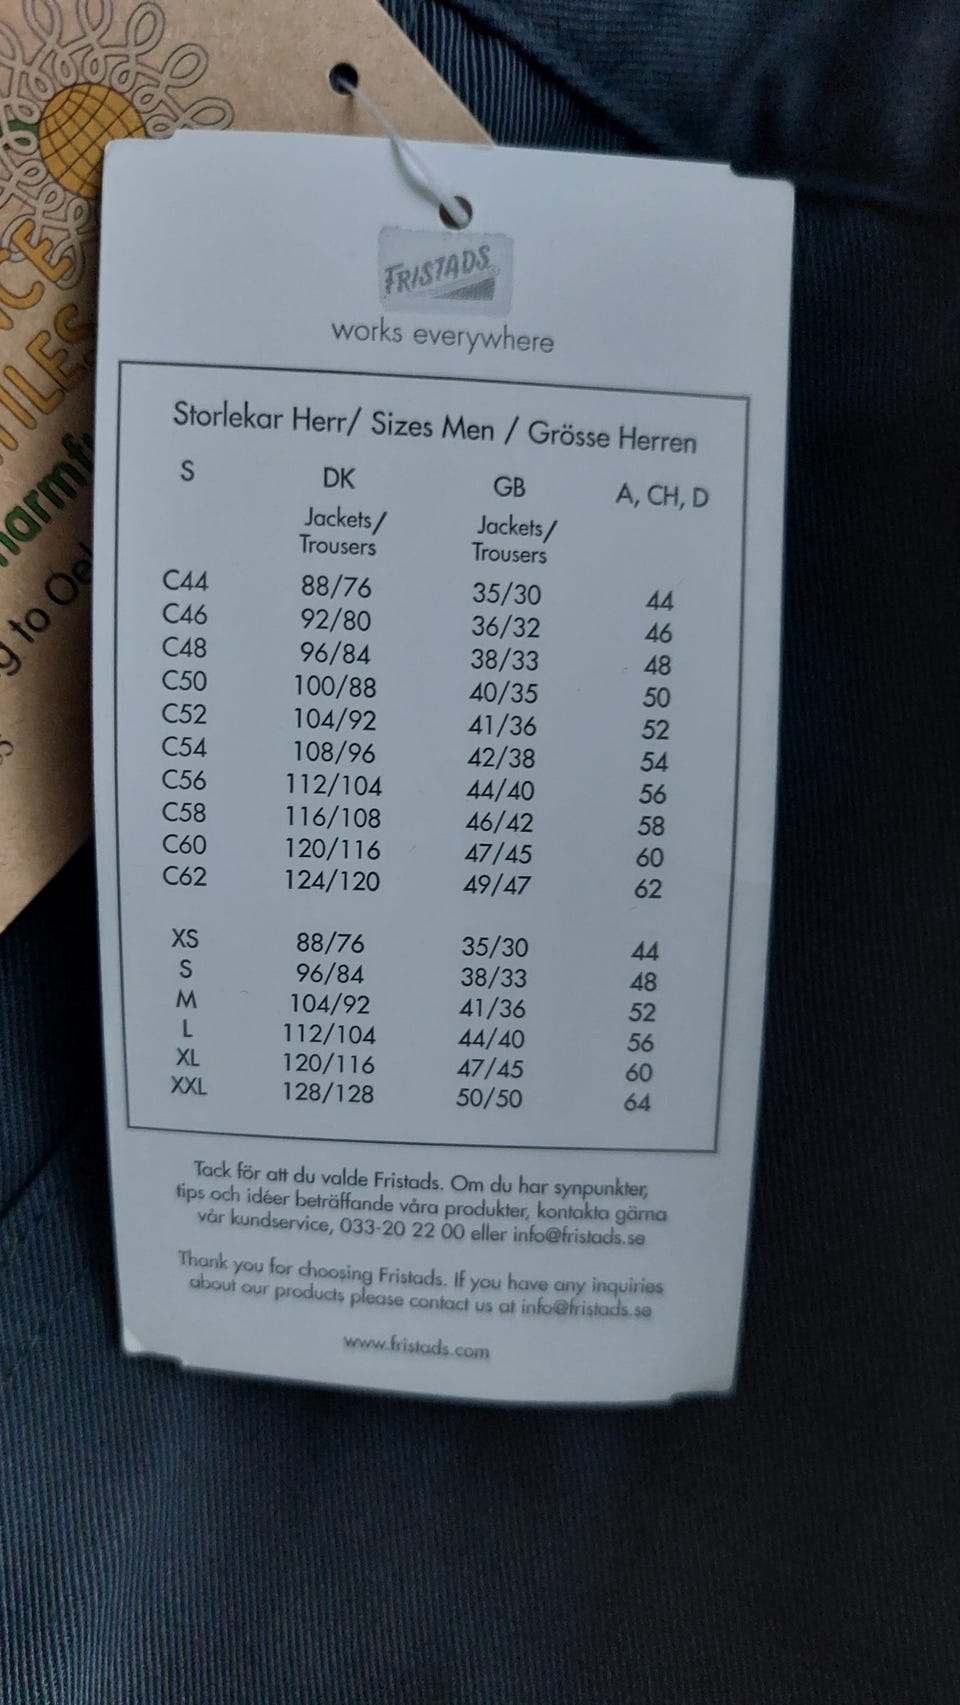 FRISTADS
works everywhere
Storlekar Herr/ Sizes Men / Grösse Herren
S DK GB A, CH, D
Jackets/ Jackets/
Trousers Trousers
C44 88/76 35/30 44
C46 92/80 36/32 46
C48 96/84 38/33 48
C50 100/88 40/35 50
C52 104/92 41/36 52
C54 108/96 42/38 54
C56 112/104 44/40 56
C58 116/108 46/42 58
C60 120/116 47/45 60
C62 124/120 49/47 62
XS 88/76 35/30 44
S 96/84 38/33 48
M 104/92 41/36 52
L 112/104 44/40 56
XL 120/116 47/45 60
XXL 128/128 50/50 64
Tack för att du valde Fristads. Om du har synpunkter,
tips och idéer beträffande våra produkter, kontakta gärna
vår kundservice, 033-20 22 00 eller info@fristads.se
Thank you for choosing Fristads. If you have any inquiries
about our products please contact us at info@fristads.se
www.fristads.com
g to Oe